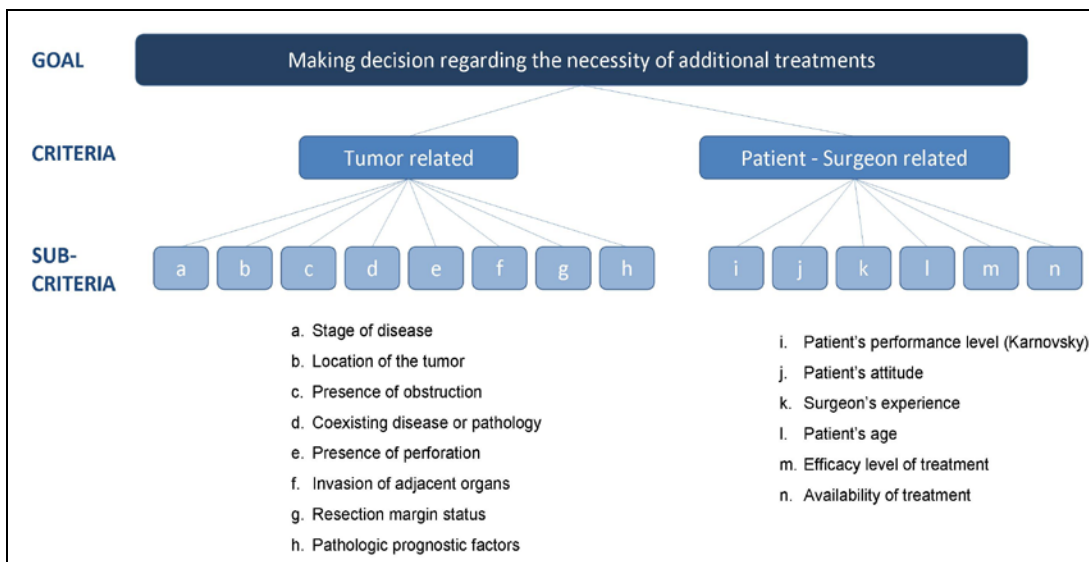 GOAL
Making decision regarding the necessity of additional treatments
CRITERIA
Tumor related
Patient - Surgeon related
SUB-
CRITERIA
a b c d e f g h
i j k l m n
a. Stage of disease
b. Location of the tumor
c. Presence of obstruction
d. Coexisting disease or pathology
e. Presence of perforation
f. Invasion of adjacent organs
g. Resection margin status
h. Pathologic prognostic factors
i. Patient's performance level (Karnovsky)
j. Patient's attitude
k. Surgeon's experience
l. Patient's age
m. Efficacy level of treatment
n. Availability of treatment